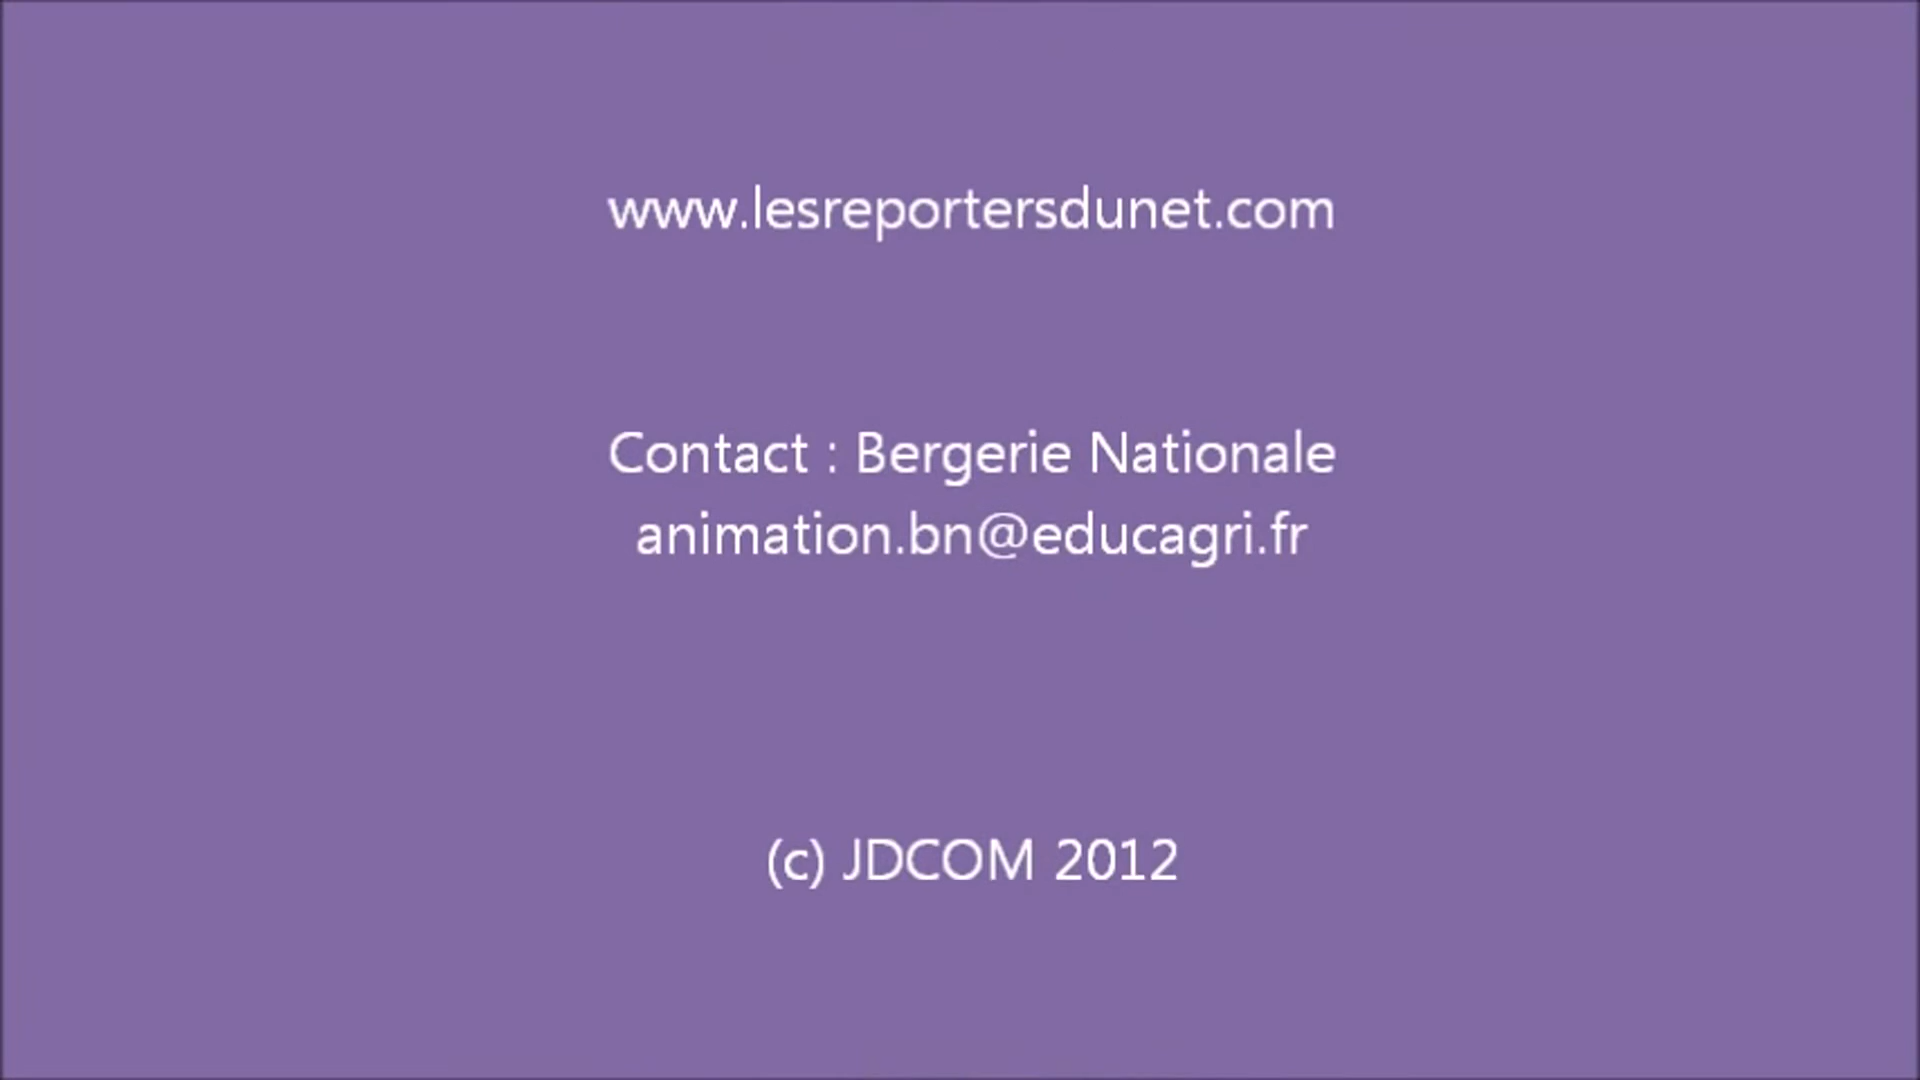 www.lesreportersdunet.com
Contact : Bergerie Nationale
animation.bn@educagri.fr
(c) JDCOM 2012